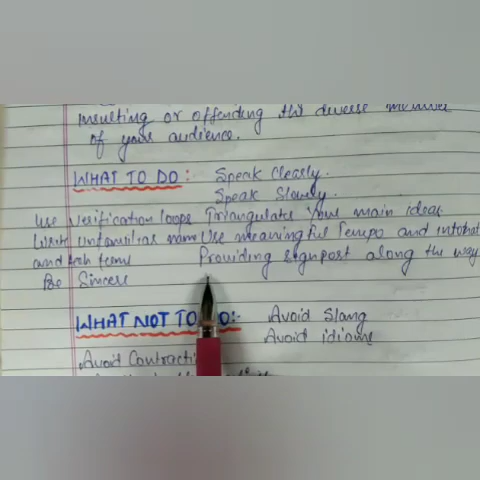 insulting or offending the diverse member
of your audience.
WHAT TO DO : Speak Clearly.
Speak Slowly.
Use verification loops Triangulate your main ideas
Write Unfamiliar name Use meaningful Tempo and intonat
and tech terms Providing signpost along the way
Be Sincere
WHAT NOT TO DO:- Avoid Slang
Avoid idioms
Avoid Contracti